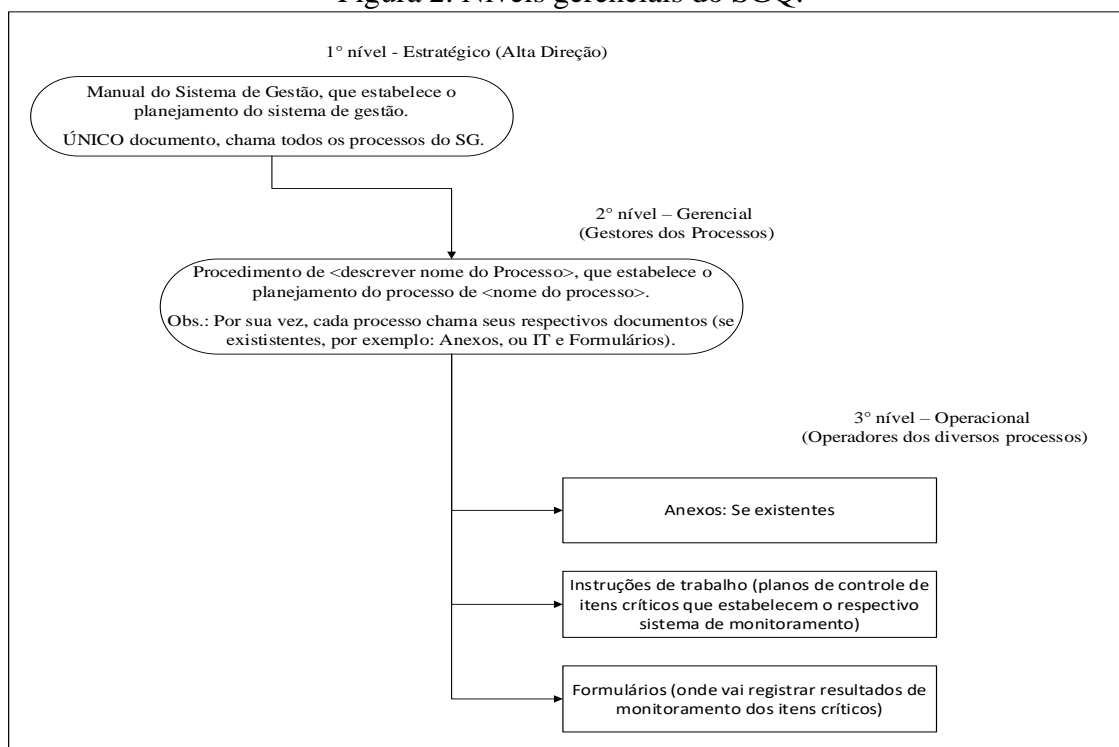 Figura 2: Níveis gerenciais do SGQ.
1° nível - Estratégico (Alta Direção)
Manual do Sistema de Gestão, que estabelece o
planejamento do sistema de gestão.
ÚNICO documento, chama todos os processos do SG.
2° nível – Gerencial
(Gestores dos Processos)
Procedimento de <descrever nome do Processo>, que estabelece o
planejamento do processo de <nome do processo>.
Obs.: Por sua vez, cada processo chama seus respectivos documentos (se
exististentes, por exemplo: Anexos, ou IT e Formulários).
3° nível – Operacional
(Operadores dos diversos processos)
Anexos: Se existentes
Instruções de trabalho (planos de controle de
itens críticos que estabelecem o respectivo
sistema de monitoramento)
Formulários (onde vai registrar resultados de
monitoramento dos itens críticos)